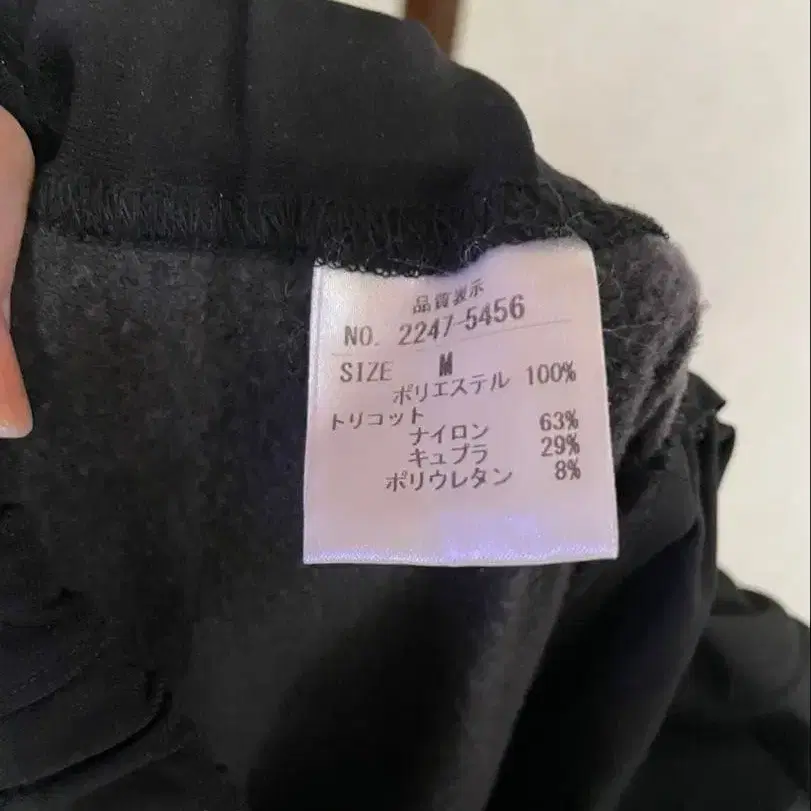 品質表示
NO. 2247-5456
SIZE M
ポリエステル 100%
トリコット
ナイロン 63%
キュプラ 29%
ポリウレタン 8%